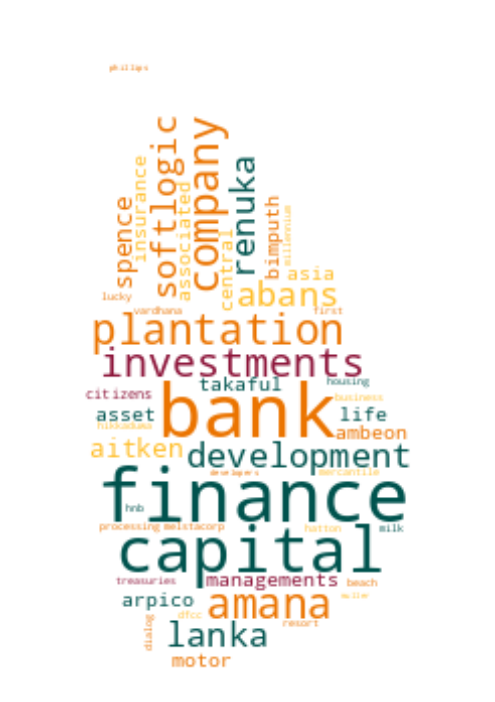 phillips
softlogic
company
renuka
insurance
associated
spence
central
bimputh
millennium
asia
abans
lucky
vardhana
first
plantation
investments
takaful
housing
citizens
bank
business
asset
life
hikkaduwa
ambeon
aitken
development
developers
mercantile
finance
hnb
processing melstacorp
hatton
milk
capital
treasuries
managements
beach
arpico
amana
muller
dfcc
dialog
resort
lanka
motor